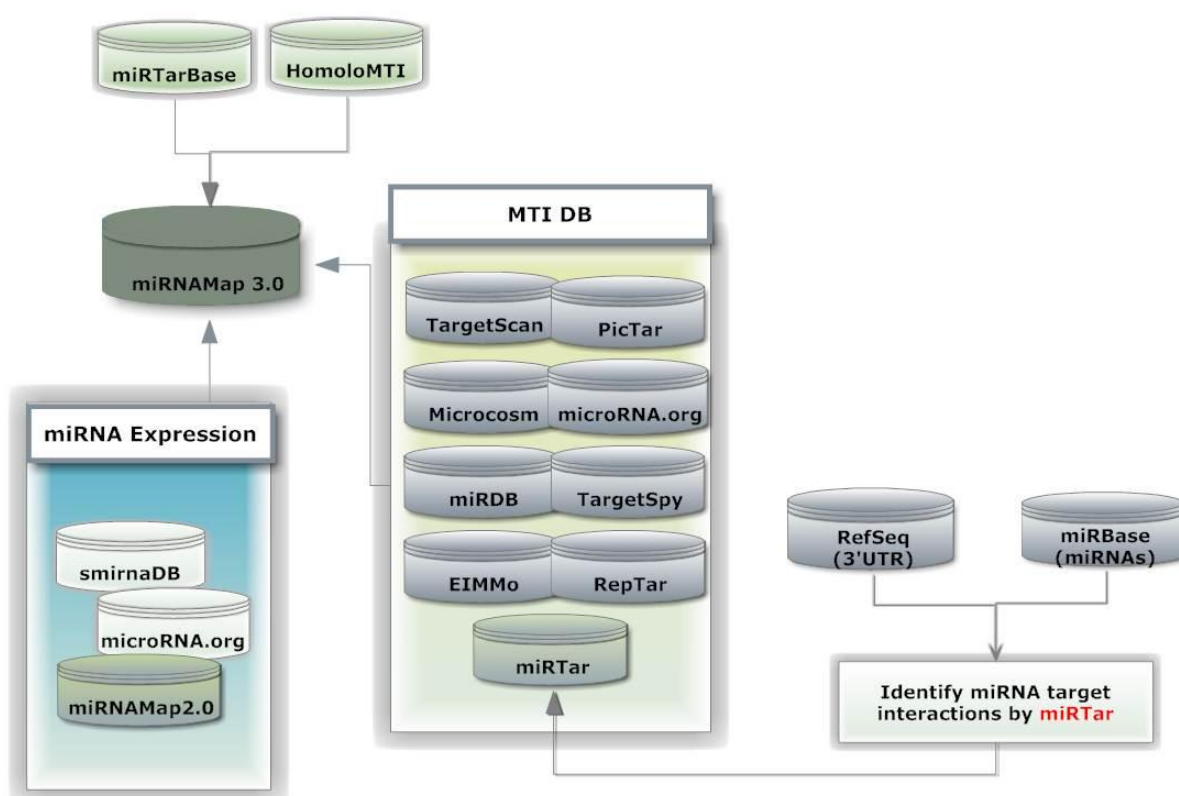 miRTarBase
HomoloMTI
miRNAMap 3.0
MTI DB
TargetScan
PicTar
Microcosm
microRNA.org
miRDB
TargetSpy
EIMMo
RepTar
miRTar
miRNA Expression
smirnaDB
microRNA.org
miRNAMap2.0
RefSeq
(3'UTR)
miRBase
(miRNAs)
Identify miRNA target
interactions by miRTar